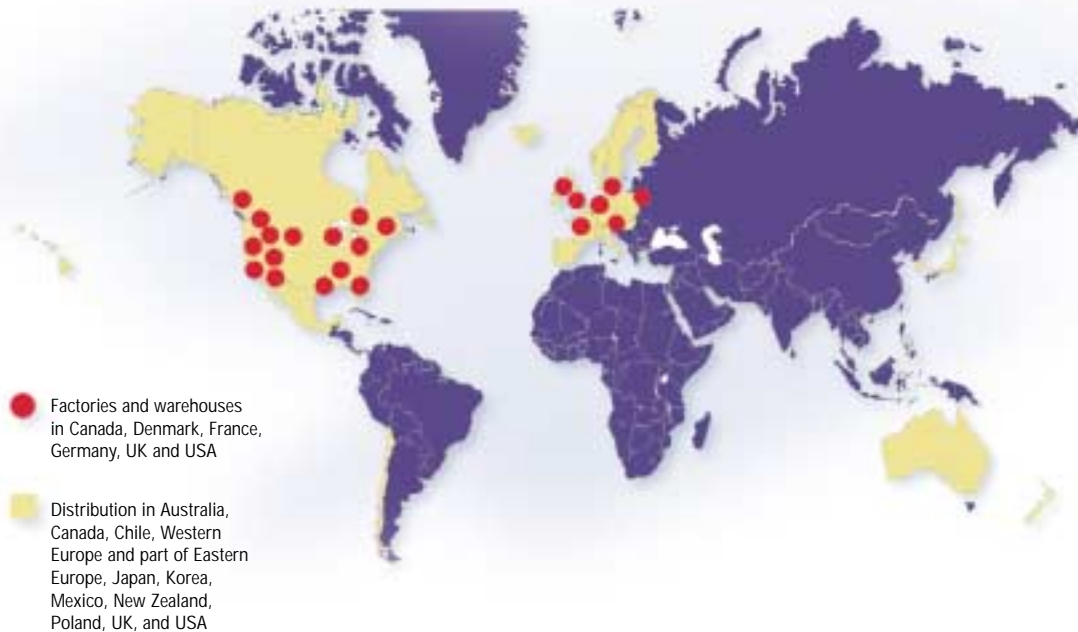 Factories and warehouses
in Canada, Denmark, France,
Germany, UK and USA
Distribution in Australia,
Canada, Chile, Western
Europe and part of Eastern
Europe, Japan, Korea,
Mexico, New Zealand,
Poland, UK, and USA